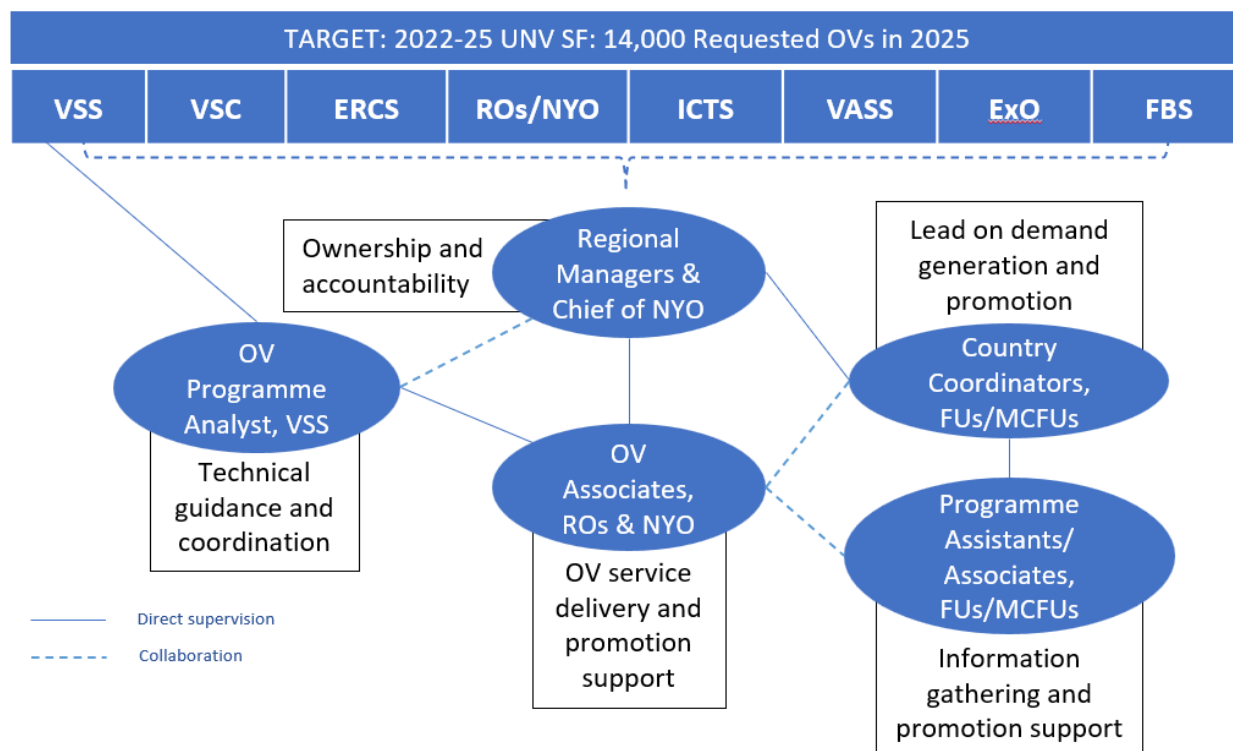 TARGET: 2022-25 UNV SF: 14,000 Requested OVs in 2025
VSS
VSC
ERCS
ROs/NYO
ICTS
VASS
ExO
FBS
Ownership and
accountability
Regional
Managers &
Chief of NYO
Lead on demand
generation and
promotion
OV
Programme
Analyst, VSS
Technical
guidance and
coordination
Country
Coordinators,
FUs/MCFUs
OV
Associates,
ROs & NYO
OV service
delivery and
promotion
support
Programme
Assistants/
Associates,
FUs/MCFUs
Information
gathering and
promotion support
Direct supervision
Collaboration